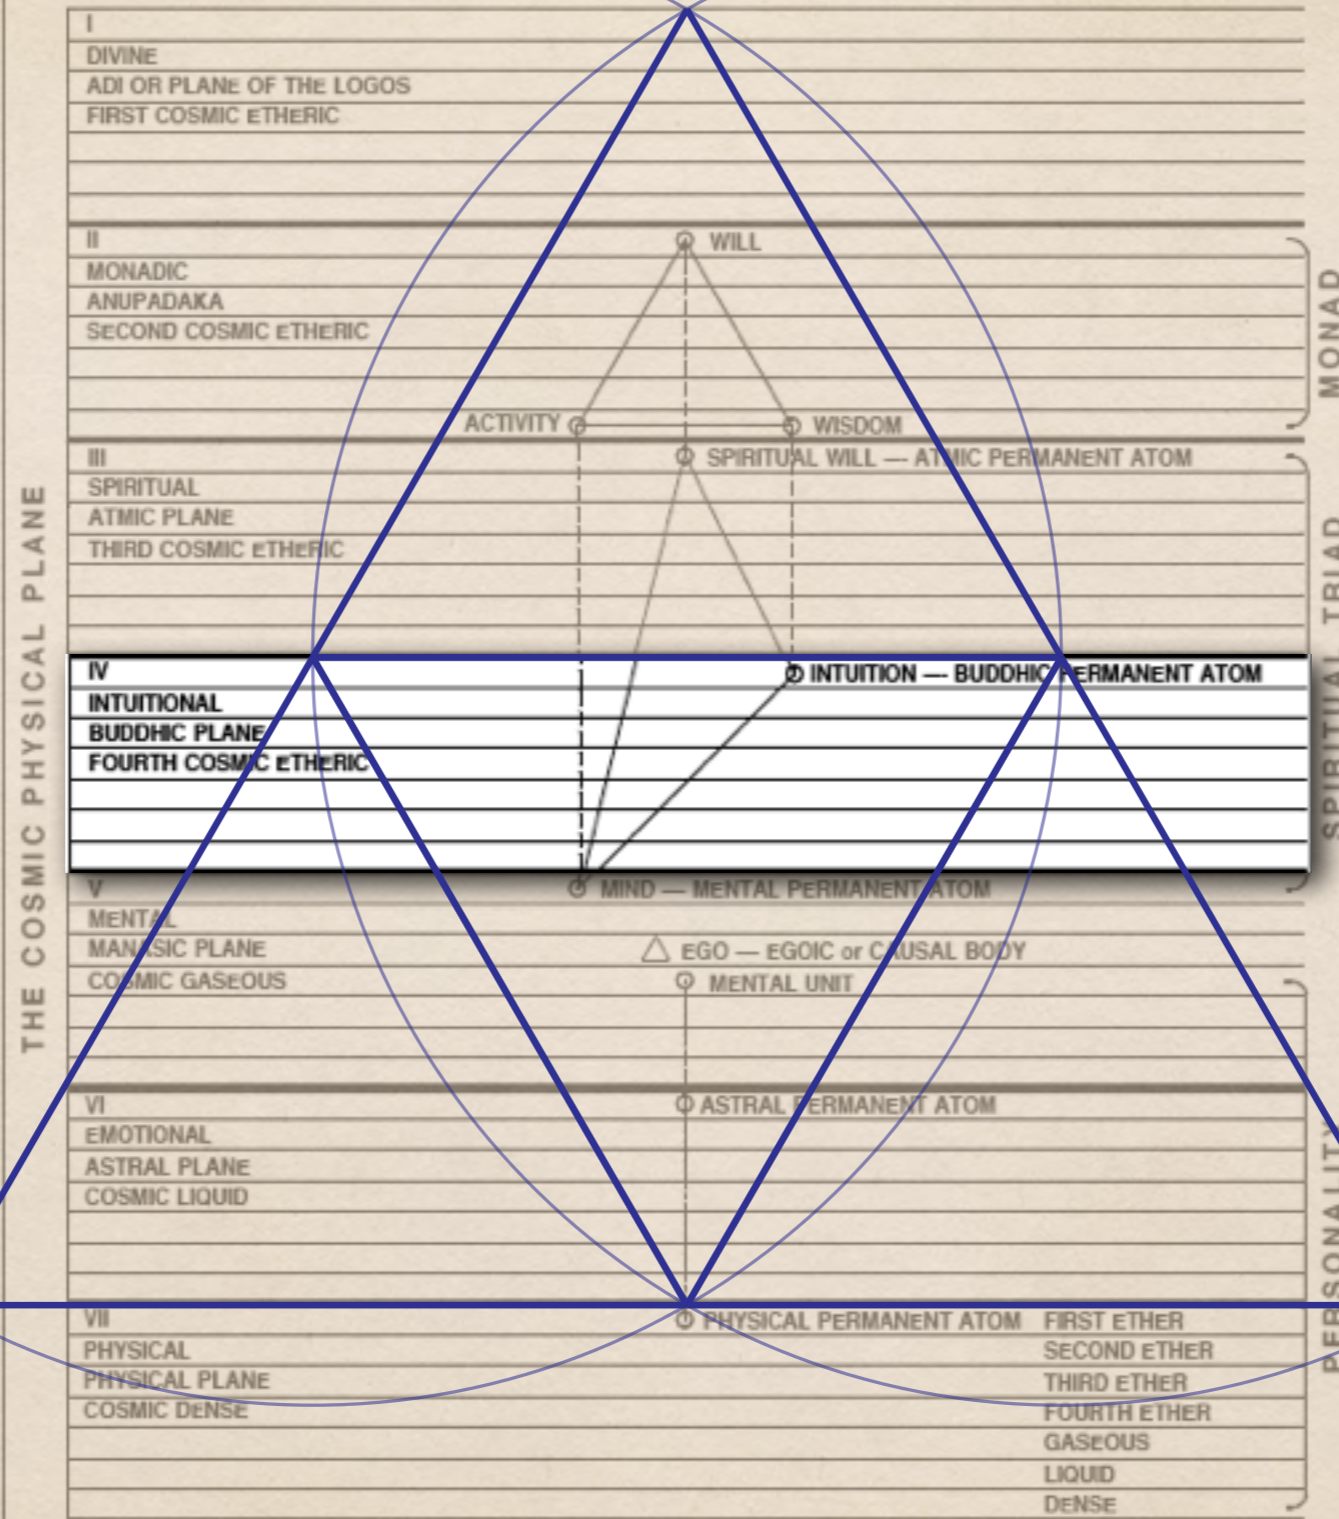 I
DIVINE
ADI OR PLANE OF THE LOGOS
FIRST COSMIC ETHERIC
II
WILL
MONADIC
ANUPADAKA
SECOND COSMIC ETHERIC
ACTIVITY
WISDOM
MONAD
III
SPIRITUAL WILL — ATMIC PERMANENT ATOM
SPIRITUAL
ATMIC PLANE
THIRD COSMIC ETHERIC
THE COSMIC PHYSICAL PLANE
SPIRITUAL TRIAD
IV
INTUITION — BUDDHIC PERMANENT ATOM
INTUITIONAL
BUDDHIC PLANE
FOURTH COSMIC ETHERIC
V
MIND — MENTAL PERMANENT ATOM
MENTAL
MANASIC PLANE
EGO — EGOIC or CAUSAL BODY
COSMIC GASEOUS
MENTAL UNIT
VI
ASTRAL PERMANENT ATOM
EMOTIONAL
ASTRAL PLANE
COSMIC LIQUID
PERSONALITY
VII
PHYSICAL PERMANENT ATOM
FIRST ETHER
PHYSICAL
SECOND ETHER
PHYSICAL PLANE
THIRD ETHER
COSMIC DENSE
FOURTH ETHER
GASEOUS
LIQUID
DENSE